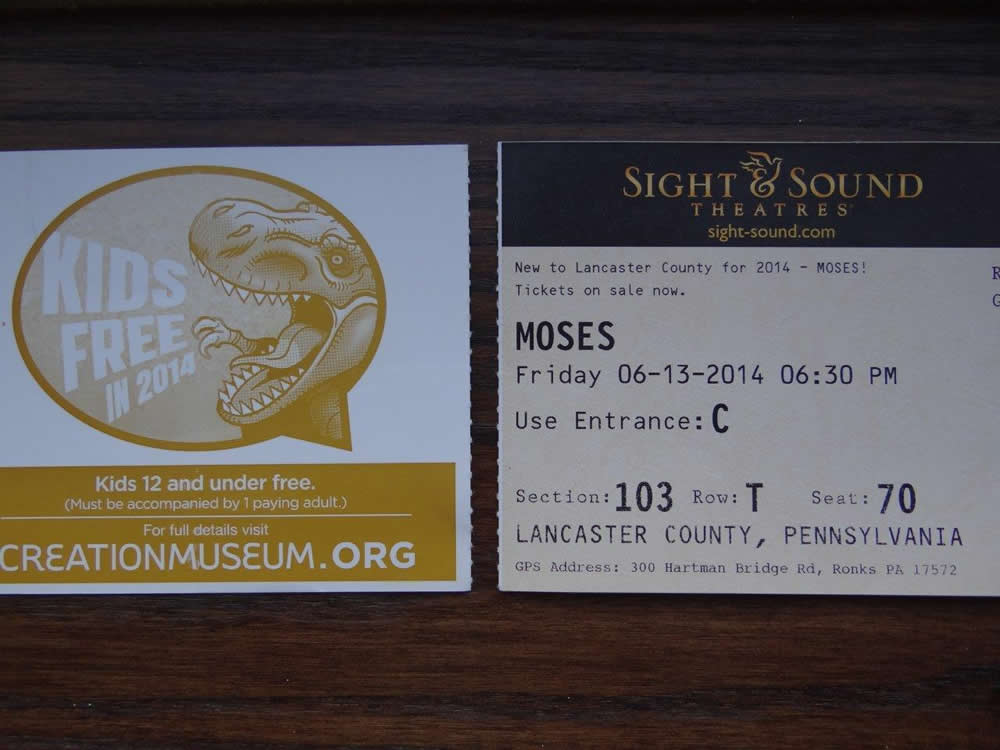 KIDS
FREE
IN 2014
Kids 12 and under free.
(Must be accompanied by 1 paying adult.)
For full details visit
CREATIONMUSEUM.ORG
SIGHT & SOUND
THEATRES
sight-sound.com
New to Lancaster County for 2014 - MOSES!
Tickets on sale now.
R
G
MOSES
Friday 06-13-2014 06:30 PM
Use Entrance: C
Section: 103 Row: T Seat: 70
LANCASTER COUNTY, PENNSYLVANIA
GPS Address: 300 Hartman Bridge Rd, Ronks PA 17572